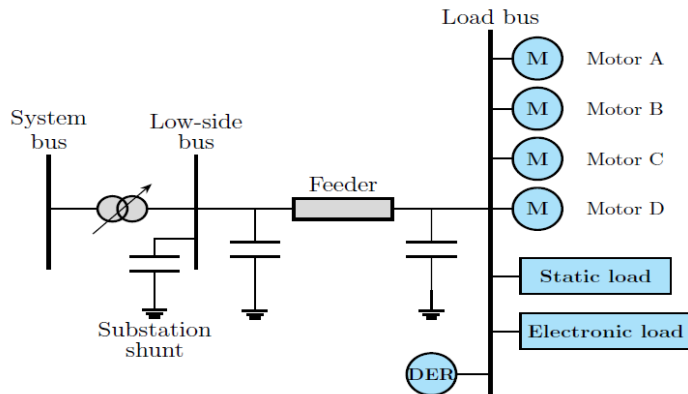 Load bus
M Motor A
System
bus
Low-side
bus
M Motor B
M Motor C
Feeder
M Motor D
Static load
Substation
shunt
Electronic load
DER